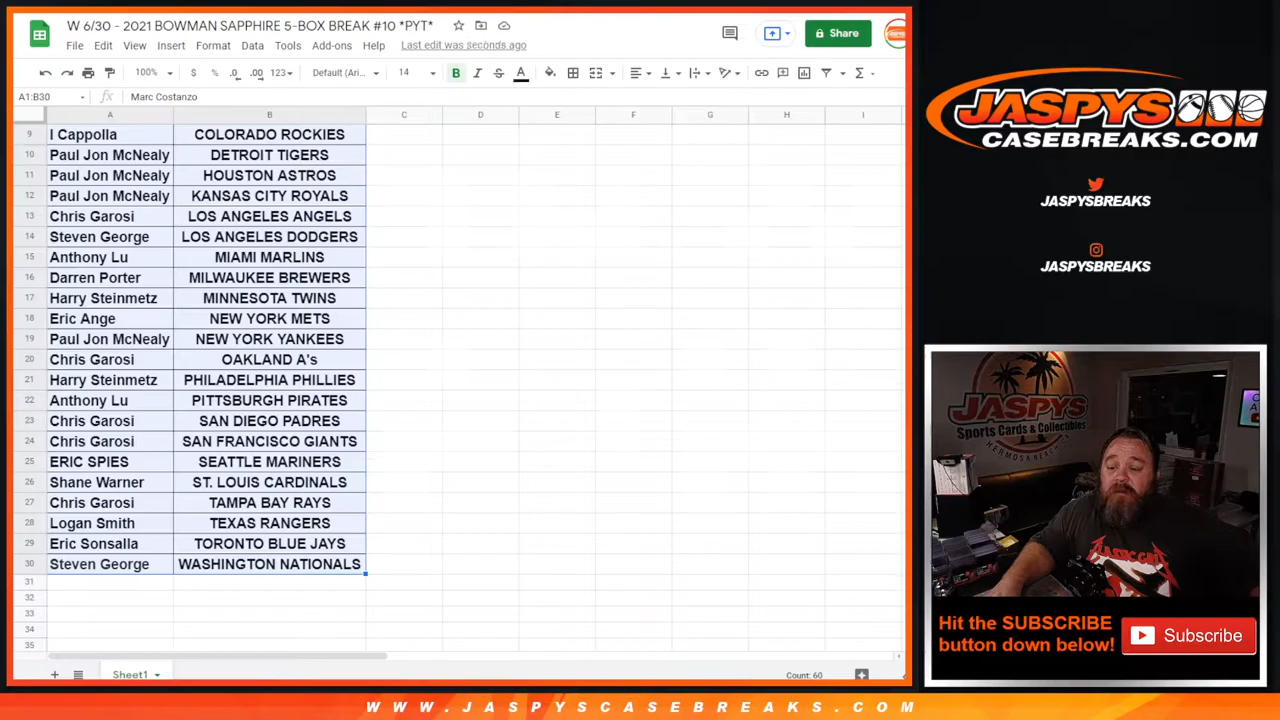 W 6/30 - 2021 BOWMAN SAPPHIRE 5-BOX BREAK #10 *PYT*
File Edit View Insert Format Data Tools Add-ons Help Last edit was seconds ago
Share
100% $ % .0 .00 123 Default (Ari... 14 B I S A
A1:B30 fx Marc Costanzo
A B C D E F G H I
9 I Cappolla COLORADO ROCKIES
10 Paul Jon McNealy DETROIT TIGERS
11 Paul Jon McNealy HOUSTON ASTROS
12 Paul Jon McNealy KANSAS CITY ROYALS
13 Chris Garosi LOS ANGELES ANGELS
14 Steven George LOS ANGELES DODGERS
15 Anthony Lu MIAMI MARLINS
16 Darren Porter MILWAUKEE BREWERS
17 Harry Steinmetz MINNESOTA TWINS
18 Eric Ange NEW YORK METS
19 Paul Jon McNealy NEW YORK YANKEES
20 Chris Garosi OAKLAND A's
21 Harry Steinmetz PHILADELPHIA PHILLIES
22 Anthony Lu PITTSBURGH PIRATES
23 Chris Garosi SAN DIEGO PADRES
24 Chris Garosi SAN FRANCISCO GIANTS
25 ERIC SPIES SEATTLE MARINERS
26 Shane Warner ST. LOUIS CARDINALS
27 Chris Garosi TAMPA BAY RAYS
28 Logan Smith TEXAS RANGERS
29 Eric Sonsalla TORONTO BLUE JAYS
30 Steven George WASHINGTON NATIONALS
31
32
33
34
35
Sheet1
Count: 60
JASPYS
CASEBREAKS.COM
JASPYSBREAKS
JASPYSBREAKS
JASPYS
Sports Cards & Collectibles
HERMOSA BEACH
Hit the SUBSCRIBE
button down below!
Subscribe
WWW.JASPYSCASEBREAKS.COM